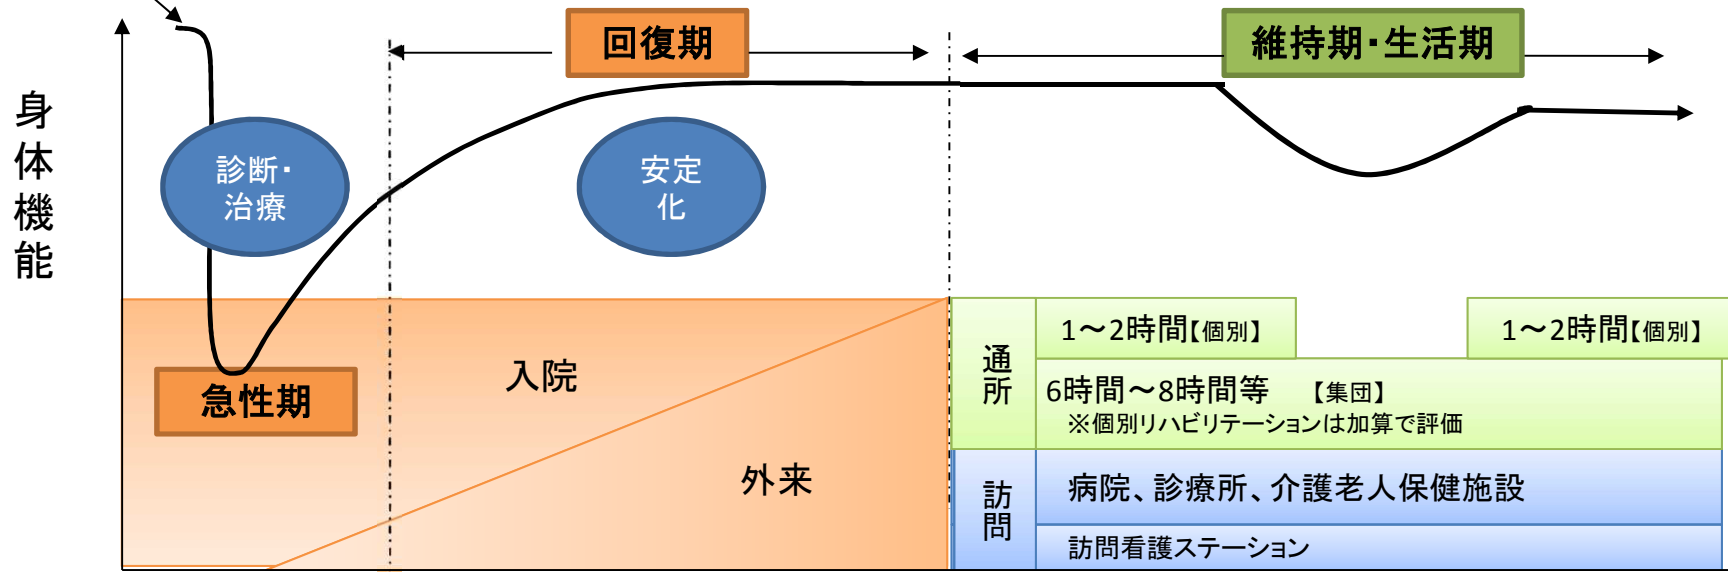 身体機能
回復期
維持期・生活期
診断・
治療
安定
化
急性期
入院
外来
通所
1～2時間【個別】
1～2時間【個別】
6時間～8時間等　【集団】
※個別リハビリテーションは加算で評価
訪問
病院、診療所、介護老人保健施設
訪問看護ステーション